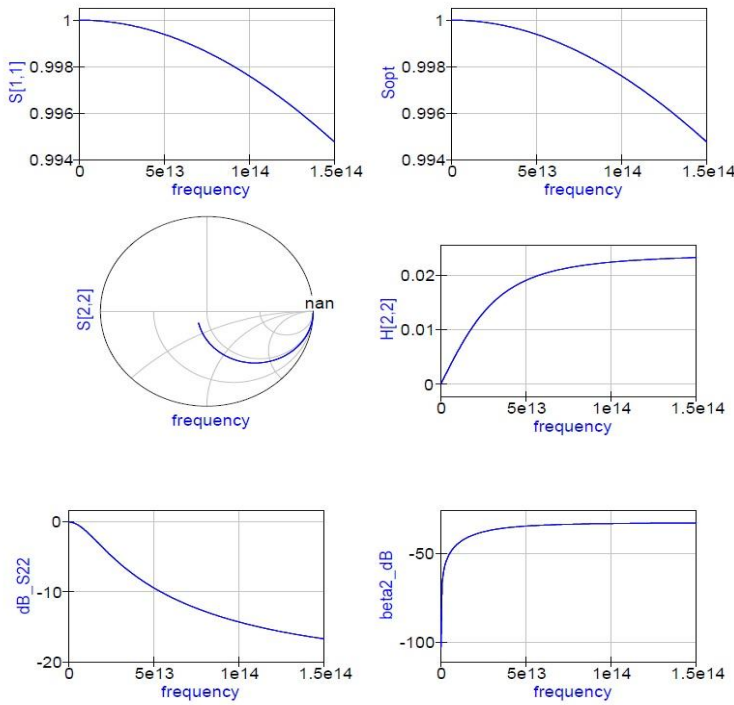 S[1,1]
1
0.998
0.996
0.994
0 5e13 1e14 1.5e14
frequency
Sopt
1
0.998
0.996
0.994
0 5e13 1e14 1.5e14
frequency
S[2,2]
nan
frequency
H[2,2]
0.02
0.01
0
0 5e13 1e14 1.5e14
frequency
dB_S22
0
-10
-20
0 5e13 1e14 1.5e14
frequency
beta2_dB
-50
-100
0 5e13 1e14 1.5e14
frequency